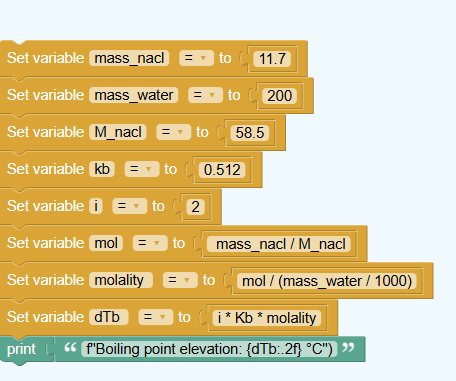 Set variable mass_nacl = to 11.7
Set variable mass_water = to 200
Set variable M_nacl = to 58.5
Set variable kb = to 0.512
Set variable i = to 2
Set variable mol = to mass_nacl / M_nacl
Set variable molality = to mol / (mass_water / 1000)
Set variable dTb = to i * Kb * molality
print “ f"Boiling point elevation: {dTb:.2f} °C") ”